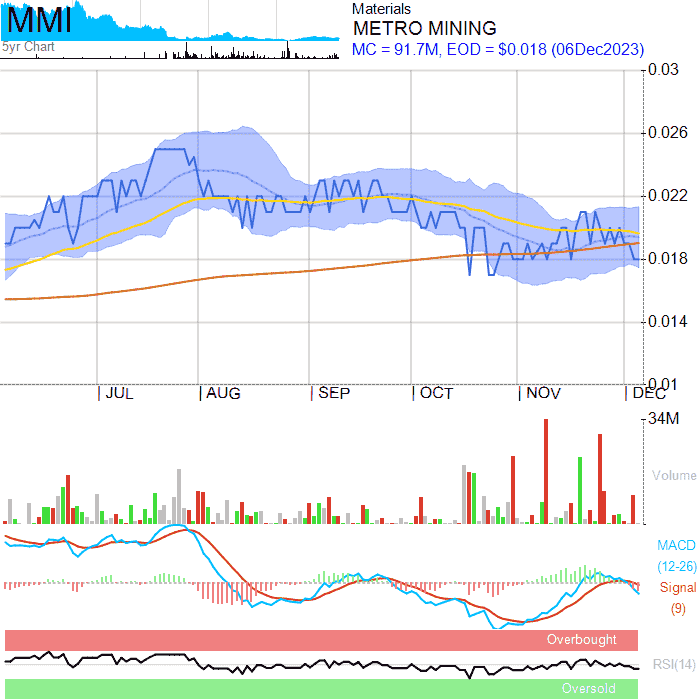 MMI
5yr Chart
Materials
METRO MINING
MC = 91.7M, EOD = $0.018 (06Dec2023)
0.03
0.026
0.022
0.018
0.014
0.01
JUL AUG SEP OCT NOV DEC
34M
Volume
MACD
(12-26)
Signal
(9)
Overbought
RSI(14)
Oversold